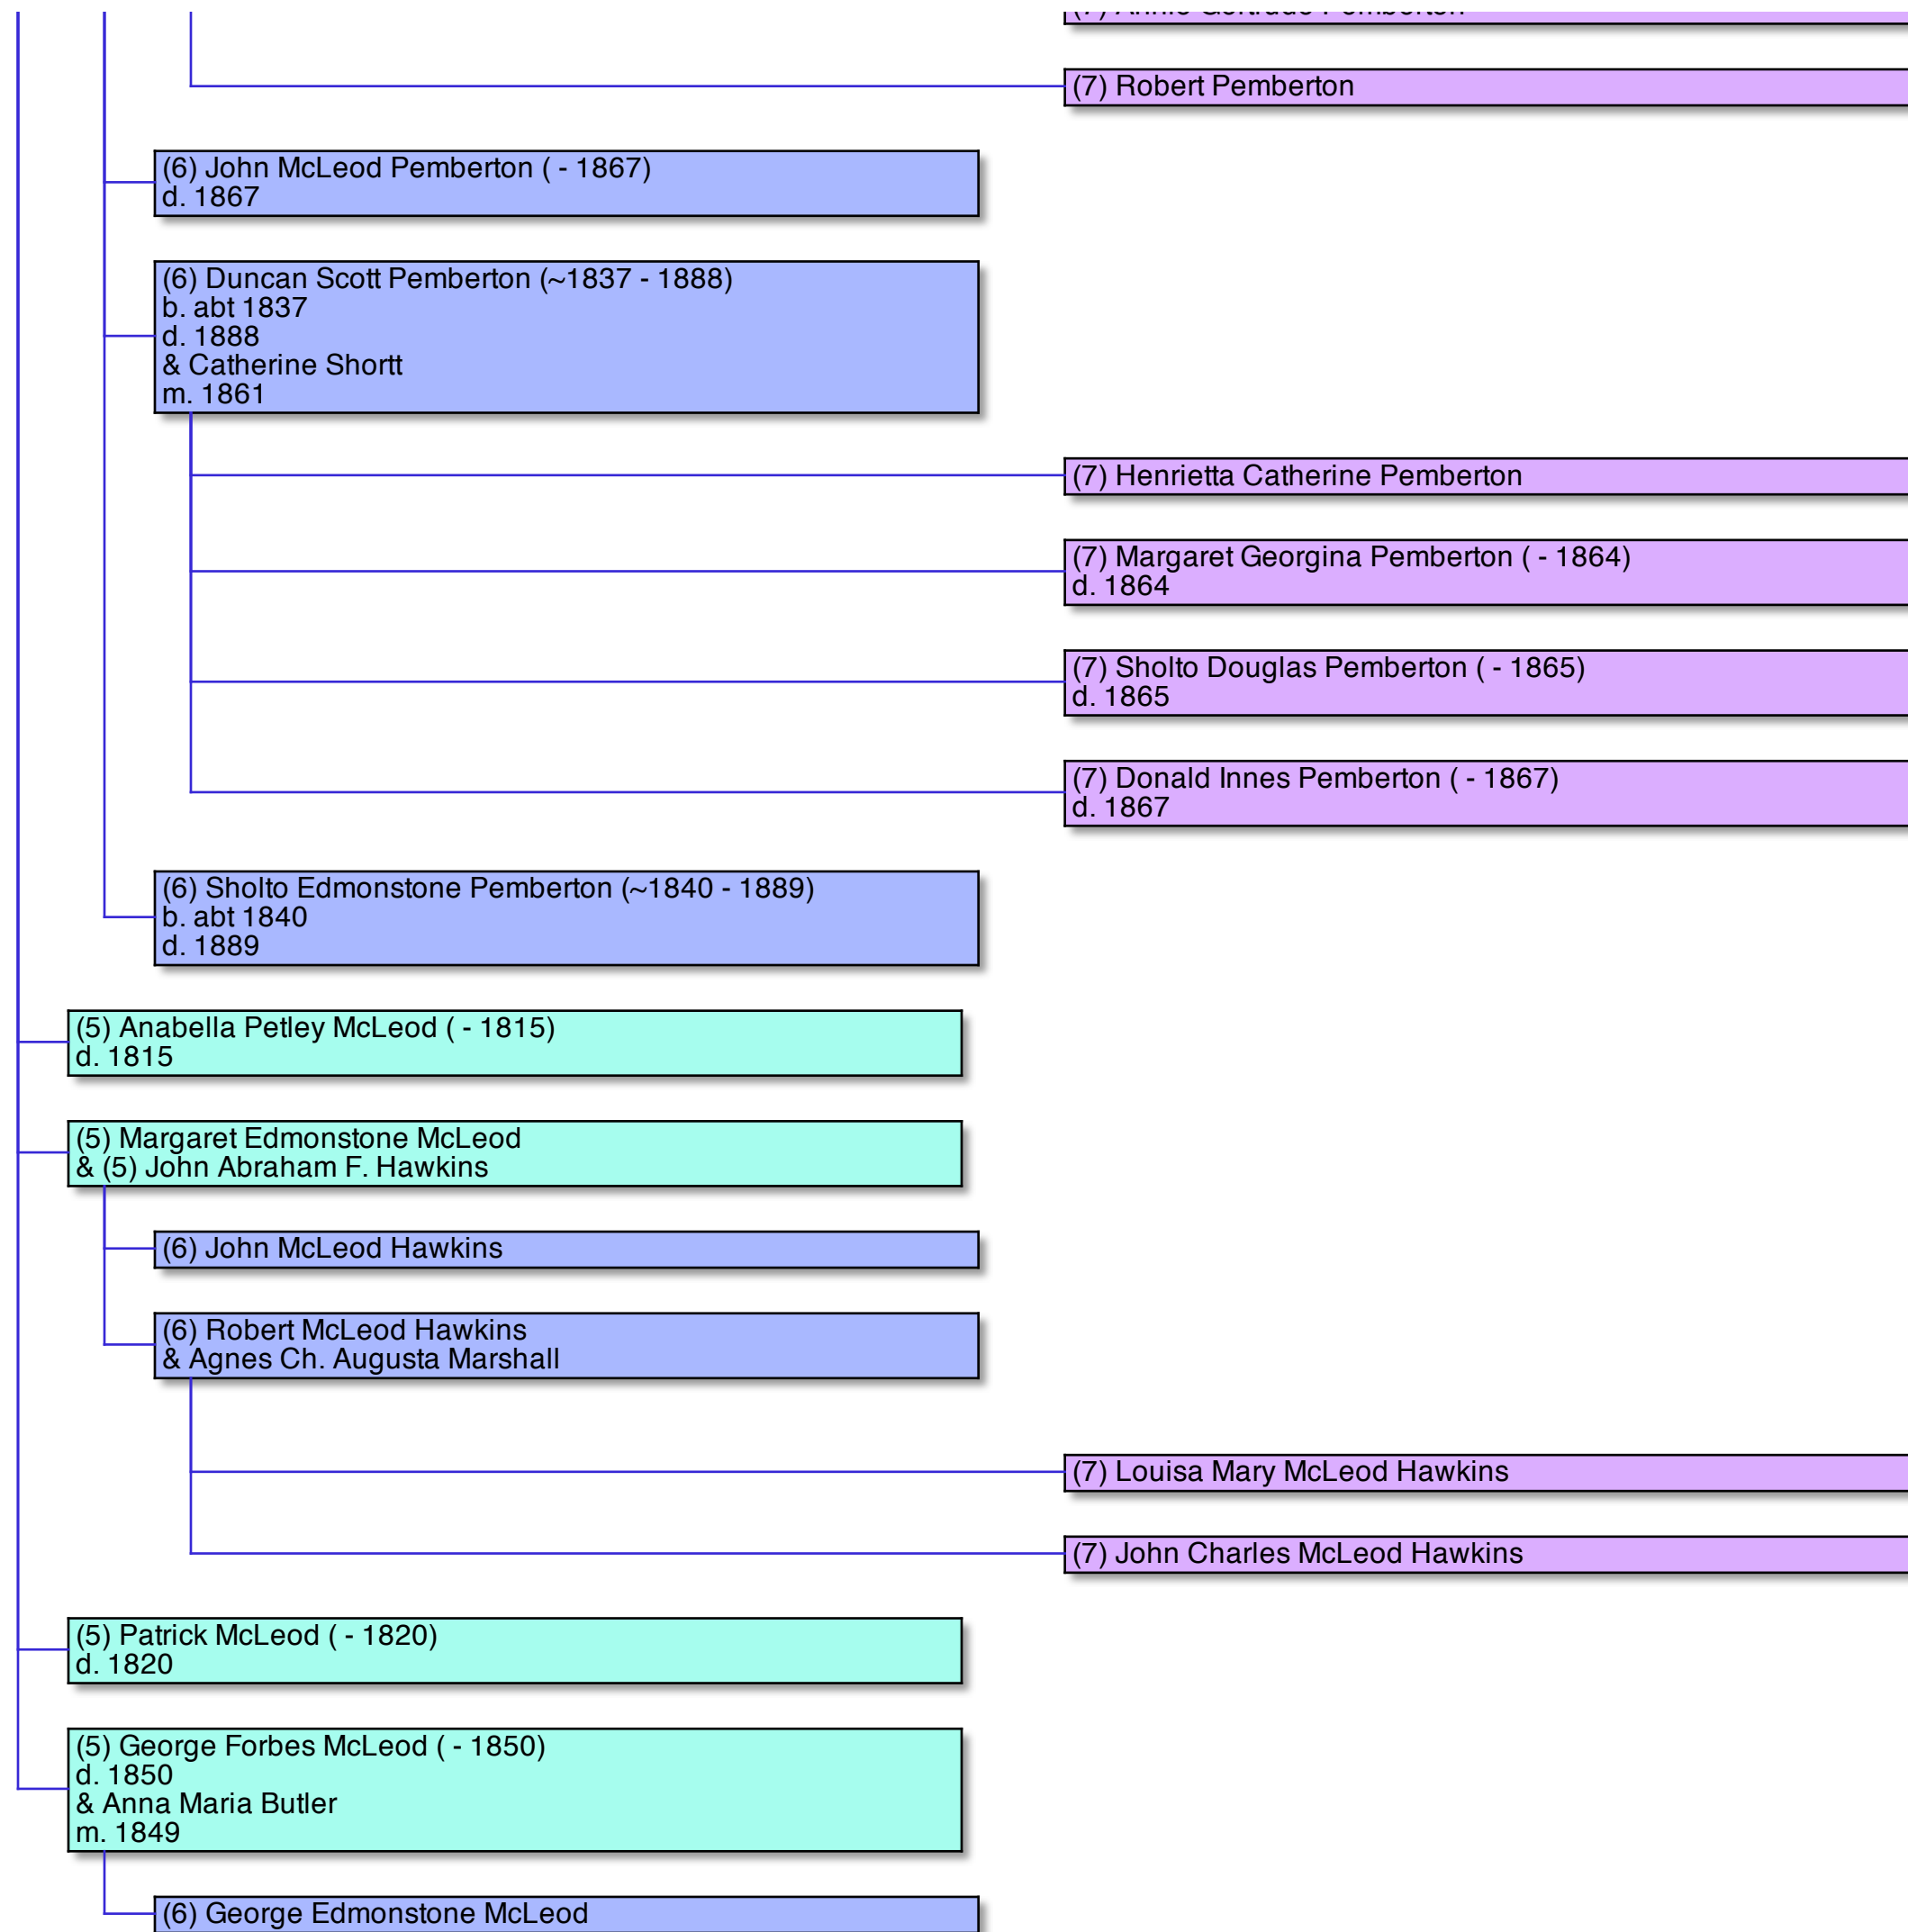 (7) Annie Gertrude Pemberton
(7) Robert Pemberton
(6) John McLeod Pemberton ( - 1867)
d. 1867
(6) Duncan Scott Pemberton (~1837 - 1888)
b. abt 1837
d. 1888
& Catherine Shortt
m. 1861
(7) Henrietta Catherine Pemberton
(7) Margaret Georgina Pemberton ( - 1864)
d. 1864
(7) Sholto Douglas Pemberton ( - 1865)
d. 1865
(7) Donald Innes Pemberton ( - 1867)
d. 1867
(6) Sholto Edmonstone Pemberton (~1840 - 1889)
b. abt 1840
d. 1889
(5) Anabella Petley McLeod ( - 1815)
d. 1815
(5) Margaret Edmonstone McLeod
& (5) John Abraham F. Hawkins
(6) John McLeod Hawkins
(6) Robert McLeod Hawkins
& Agnes Ch. Augusta Marshall
(7) Louisa Mary McLeod Hawkins
(7) John Charles McLeod Hawkins
(5) Patrick McLeod ( - 1820)
d. 1820
(5) George Forbes McLeod ( - 1850)
d. 1850
& Anna Maria Butler
m. 1849
(6) George Edmonstone McLeod